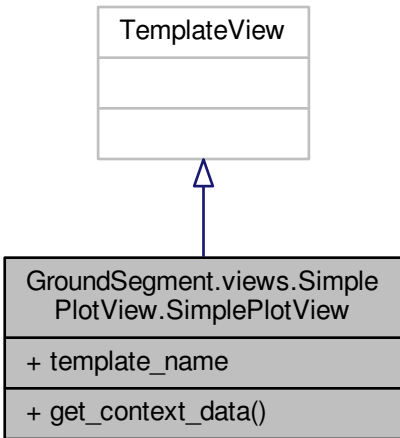 TemplateView
GroundSegment.views.Simple
PlotView.SimplePlotView
+ template_name
+ get_context_data()